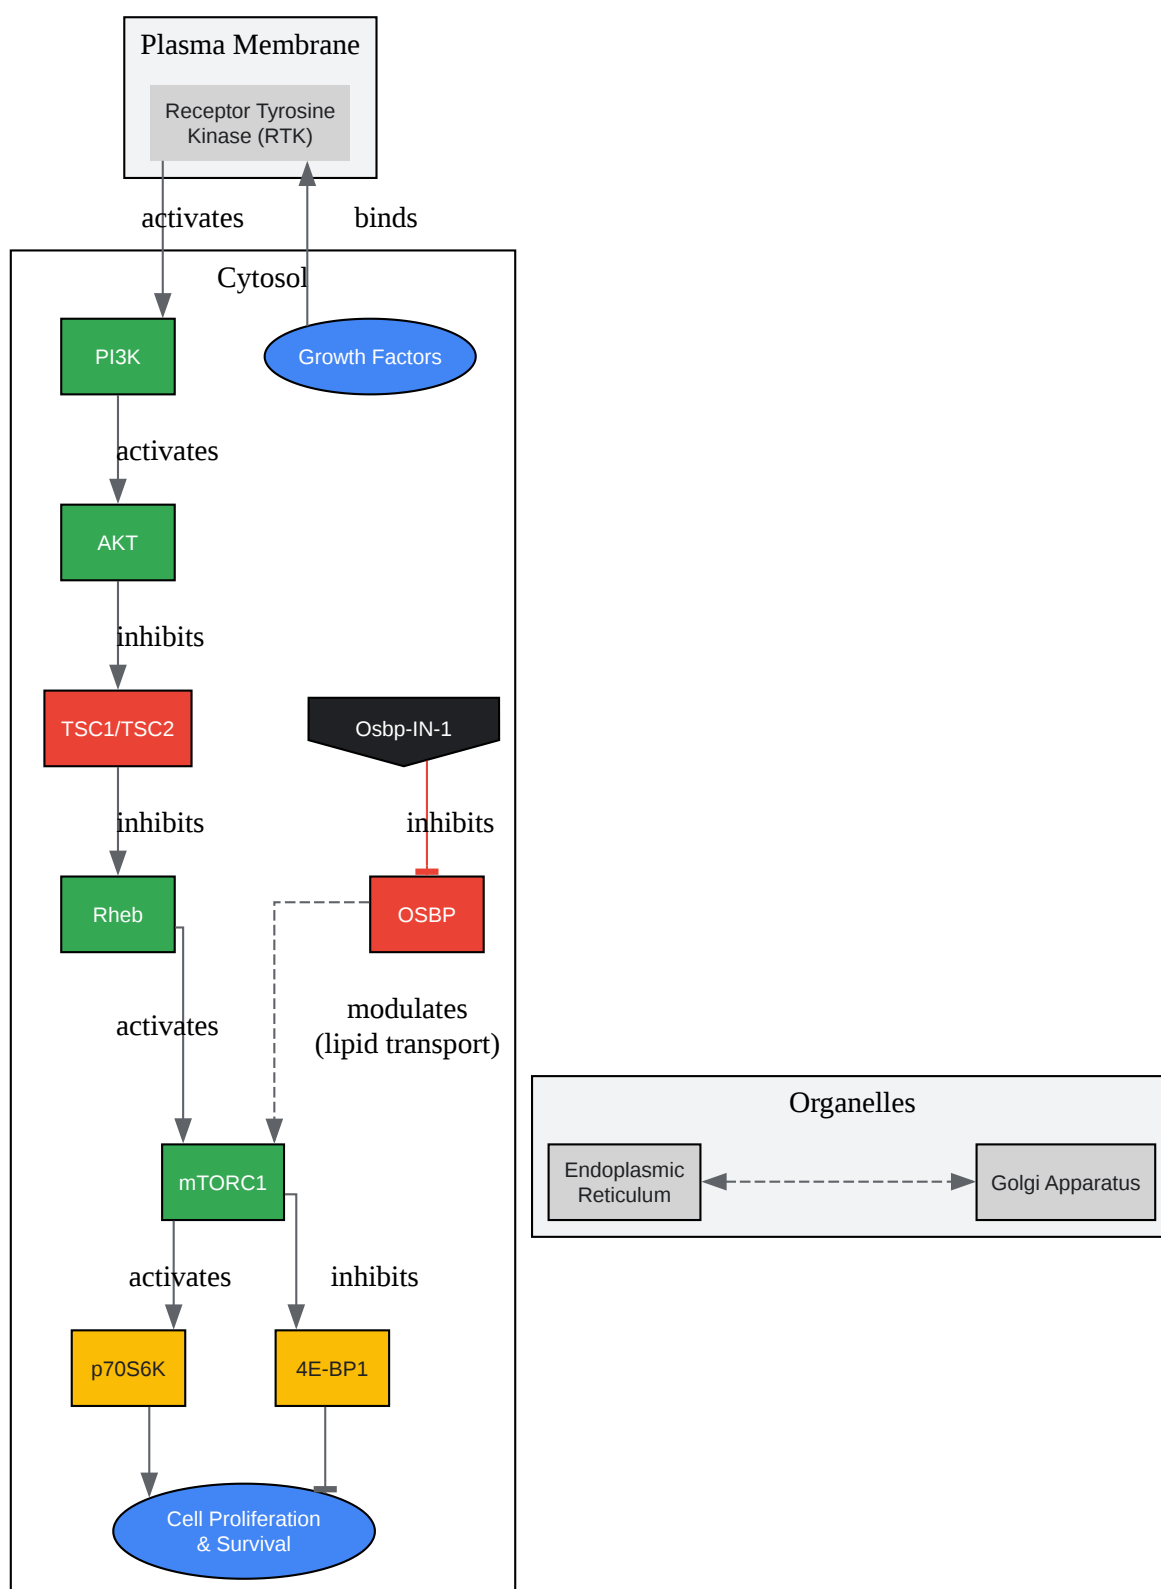 Plasma Membrane
Receptor Tyrosine
Kinase (RTK)
activates
binds
Cytosol
PI3K
Growth Factors
activates
AKT
inhibits
TSC1/TSC2
Osbp-IN-1
inhibits
inhibits
Rheb
OSBP
activates
modulates
(lipid transport)
Organelles
Endoplasmic
Reticulum
Golgi Apparatus
mTORC1
activates
inhibits
p70S6K
4E-BP1
Cell Proliferation
& Survival